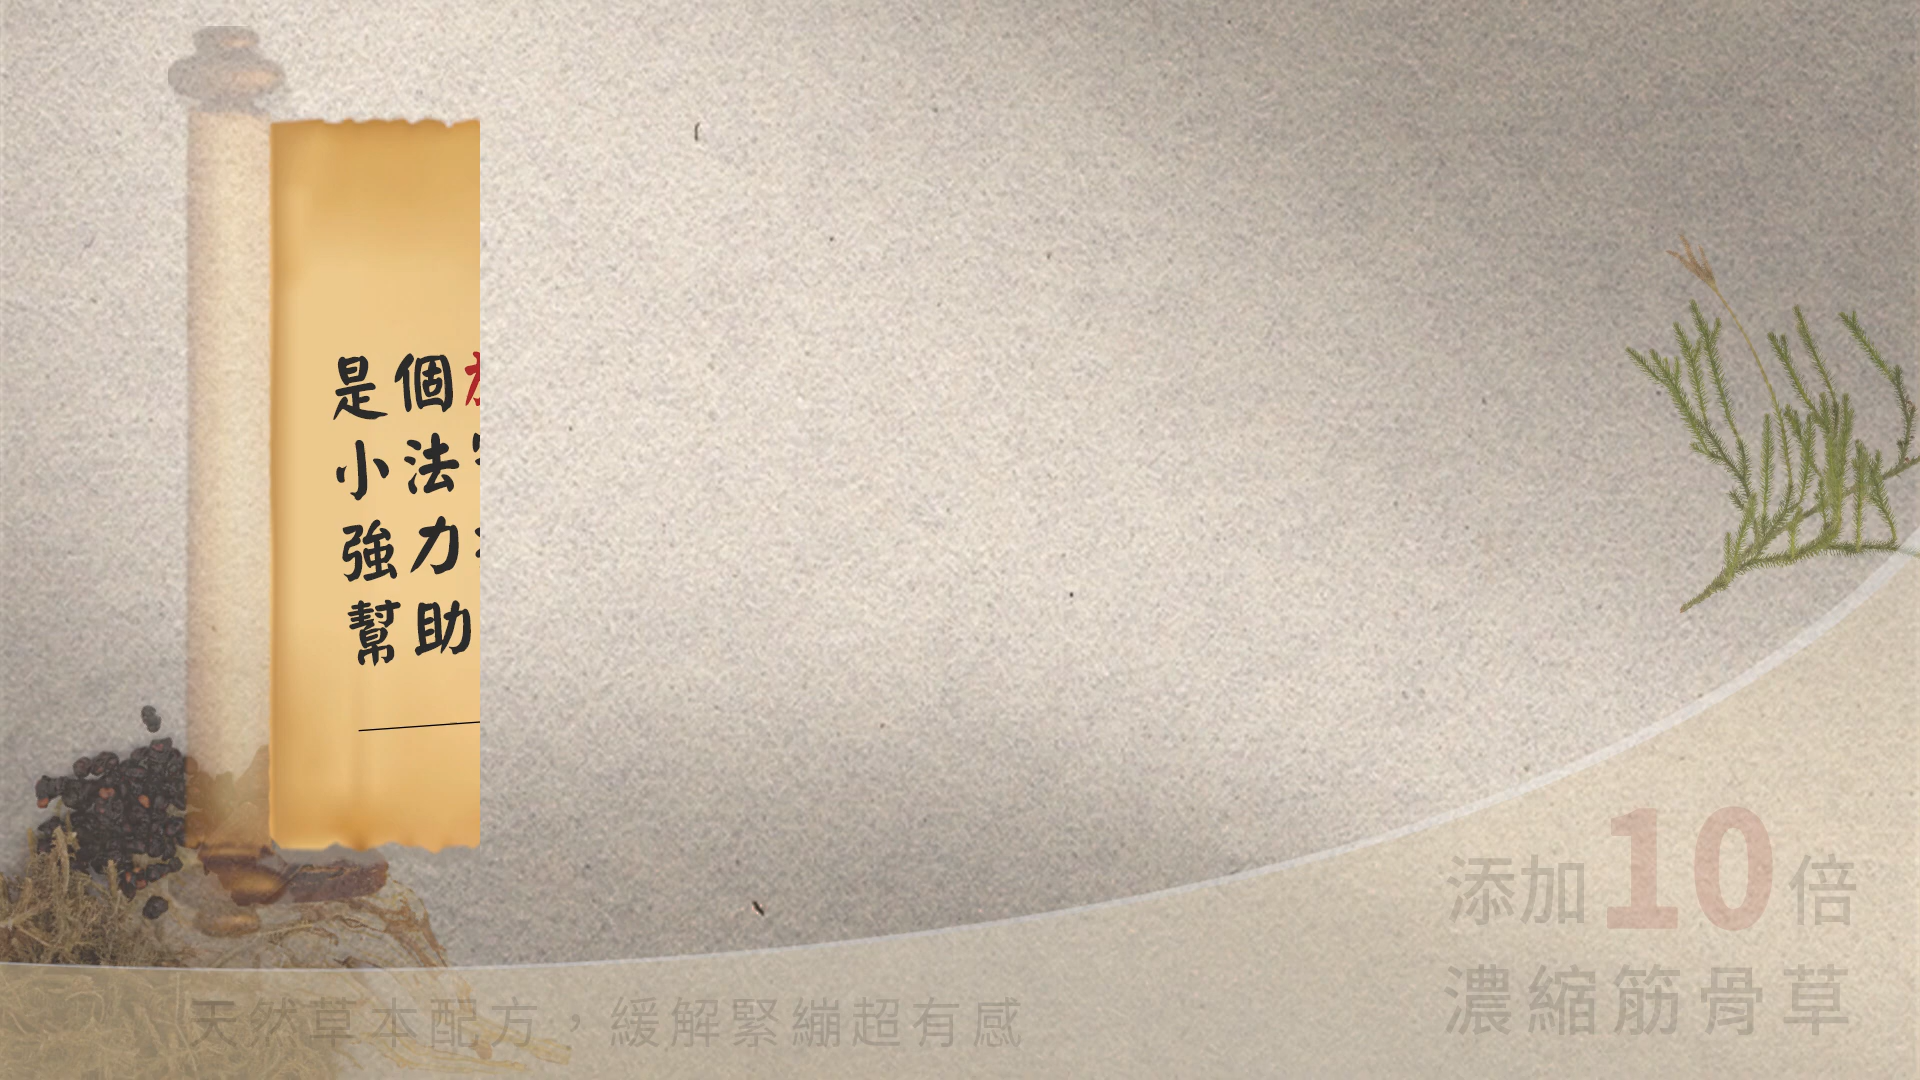 是個
小法
強力
幫助
添加10倍
濃縮筋骨草
天然草本配方，緩解緊繃超有感